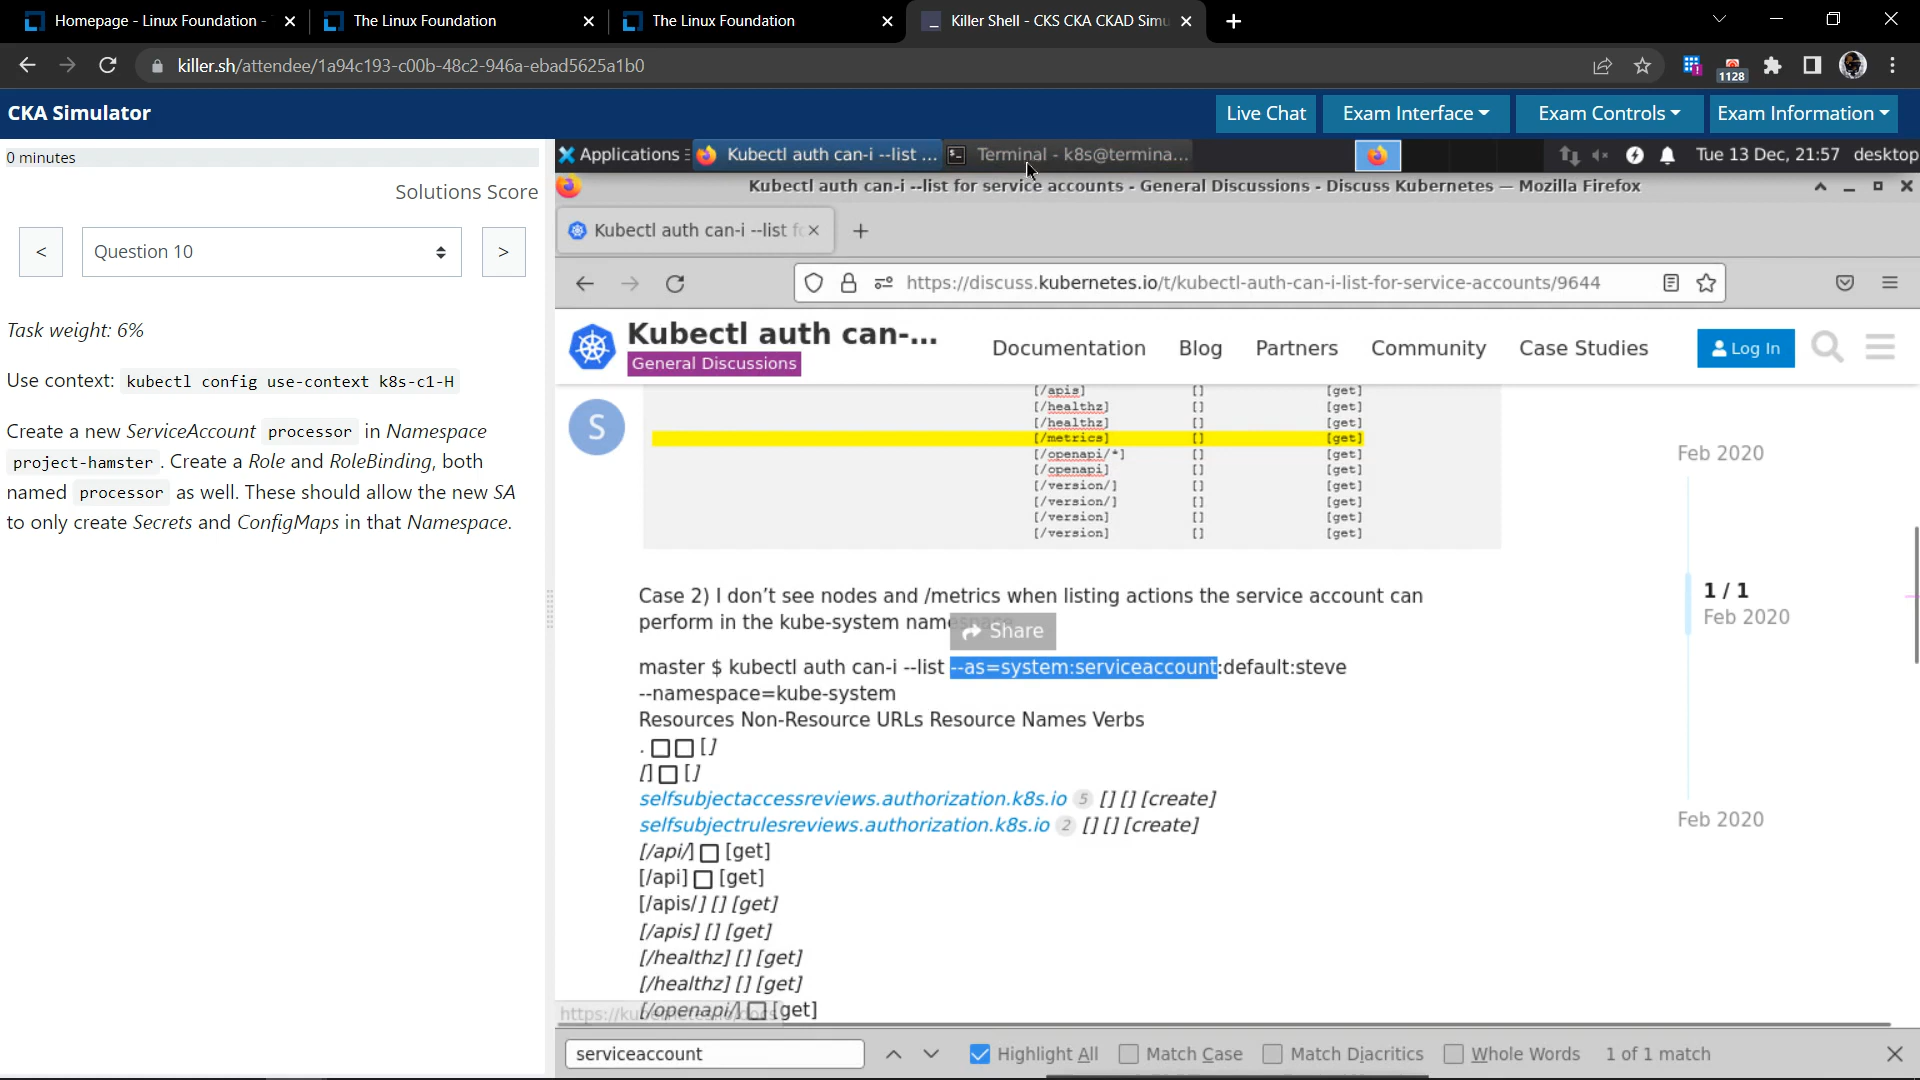 Homepage - Linux Foundation -
The Linux Foundation
The Linux Foundation
Killer Shell - CKS CKA CKAD Simu
killer.sh/attendee/1a94c193-c00b-48c2-946a-ebad5625a1b0
1128
CKA Simulator
Live Chat
Exam Interface
Exam Controls
Exam Information
0 minutes
Solutions Score
<
Question 10
>
Task weight: 6%
Use context: kubectl config use-context k8s-c1-H
Create a new ServiceAccount processor in Namespace
project-hamster . Create a Role and RoleBinding, both
named processor as well. These should allow the new SA
to only create Secrets and ConfigMaps in that Namespace.
Applications
Kubectl auth can-i --list ...
Terminal - k8s@termina...
Tue 13 Dec, 21:57 desktop
Kubectl auth can-i --list for service accounts - General Discussions - Discuss Kubernetes — Mozilla Firefox
Kubectl auth can-i --list fo
https://discuss.kubernetes.io/t/kubectl-auth-can-i-list-for-service-accounts/9644
Kubectl auth can-...
General Discussions
Documentation
Blog
Partners
Community
Case Studies
Log In
S
[/apis] [] [get]
[/healthz] [] [get]
[/healthz] [] [get]
[/metrics] [] [get]
[/openapi/*] [] [get]
[/openapi] [] [get]
[/version/] [] [get]
[/version/] [] [get]
[/version] [] [get]
[/version] [] [get]
Feb 2020
1 / 1
Feb 2020
Feb 2020
Case 2) I don’t see nodes and /metrics when listing actions the service account can
perform in the kube-system
Share
master $ kubectl auth can-i --list --as=system:serviceaccount:default:steve
--namespace=kube-system
Resources Non-Resource URLs Resource Names Verbs
. □□ []
[] □ []
selfsubjectaccessreviews.authorization.k8s.io 5 [] [] [create]
selfsubjectrulesreviews.authorization.k8s.io 2 [] [] [create]
[/api/] □ [get]
[/api] □ [get]
[/apis/] [] [get]
[/apis] [] [get]
[/healthz] [] [get]
[/healthz] [] [get]
[/openapi/] □ [get]
serviceaccount
Highlight All
Match Case
Match Diacritics
Whole Words
1 of 1 match